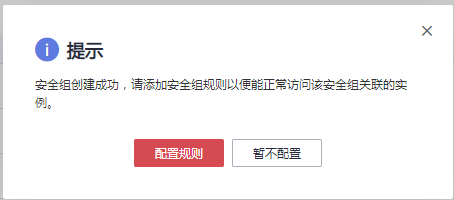 提示
安全组创建成功，请添加安全组规则以便能正常访问该安全组关联的实
例。
配置规则 暂不配置